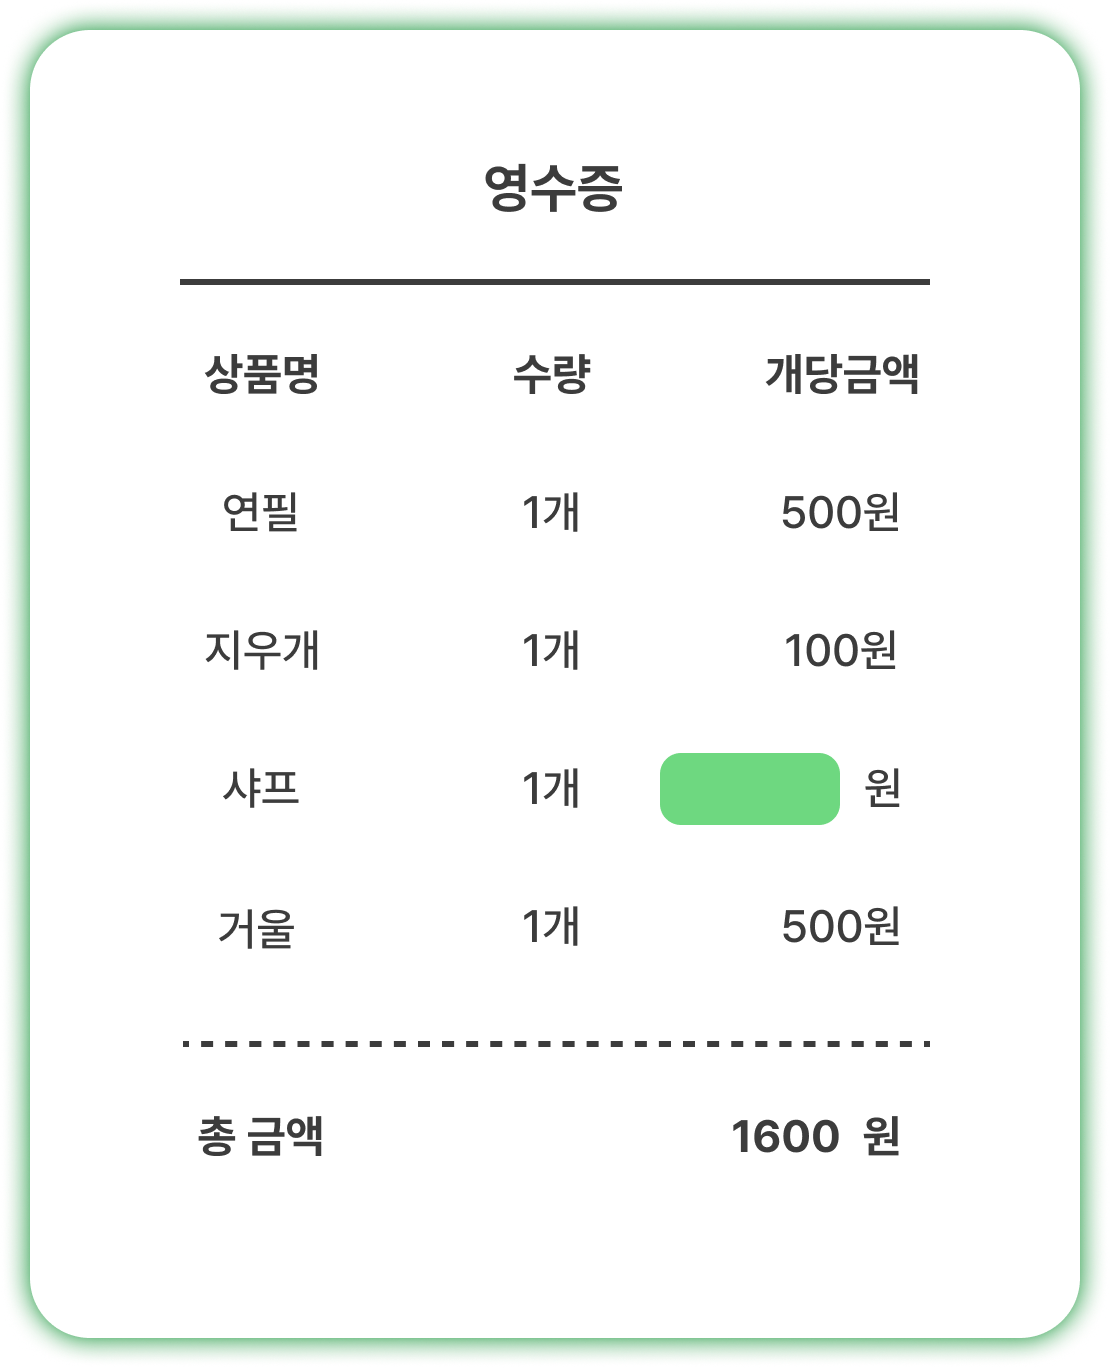 영수증
상품명 수량 개당금액
연필 1개 500원
지우개 1개 100원
샤프 1개 원
거울 1개 500원
총 금액 1600 원